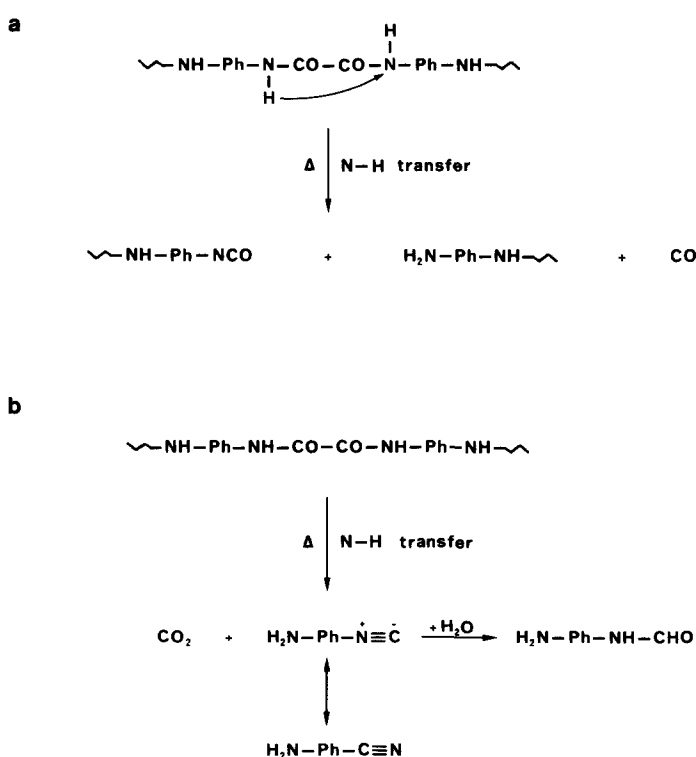 a
H
NH–Ph–N–CO–CO–N–Ph–NH
H
Δ N–H transfer
NH–Ph–NCO + H₂N–Ph–NH + CO
b
NH–Ph–NH–CO–CO–NH–Ph–NH
Δ N–H transfer
CO₂ + H₂N–Ph–N⁺≡C⁻ +H₂O H₂N–Ph–NH–CHO
H₂N–Ph–C≡N